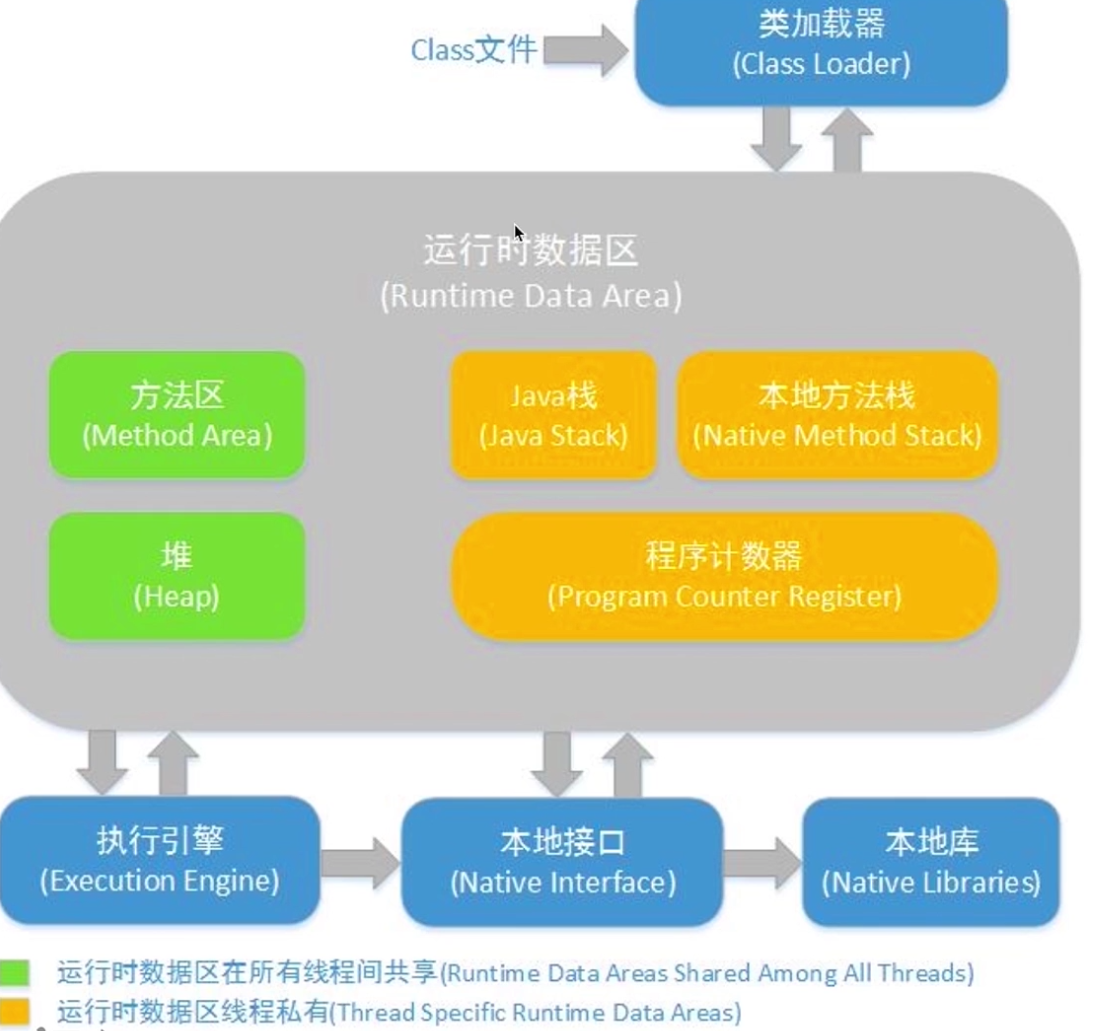 类加载器
Class文件
(Class Loader)
运行时数据区
(Runtime Data Area)
方法区
(Method Area)
Java栈
(Java Stack)
本地方法栈
(Native Method Stack)
堆
(Heap)
程序计数器
(Program Counter Register)
执行引擎
(Execution Engine)
本地接口
(Native Interface)
本地库
(Native Libraries)
运行时数据区在所有线程间共享(Runtime Data Areas Shared Among All Threads)
运行时数据区线程私有(Thread Specific Runtime Data Areas)